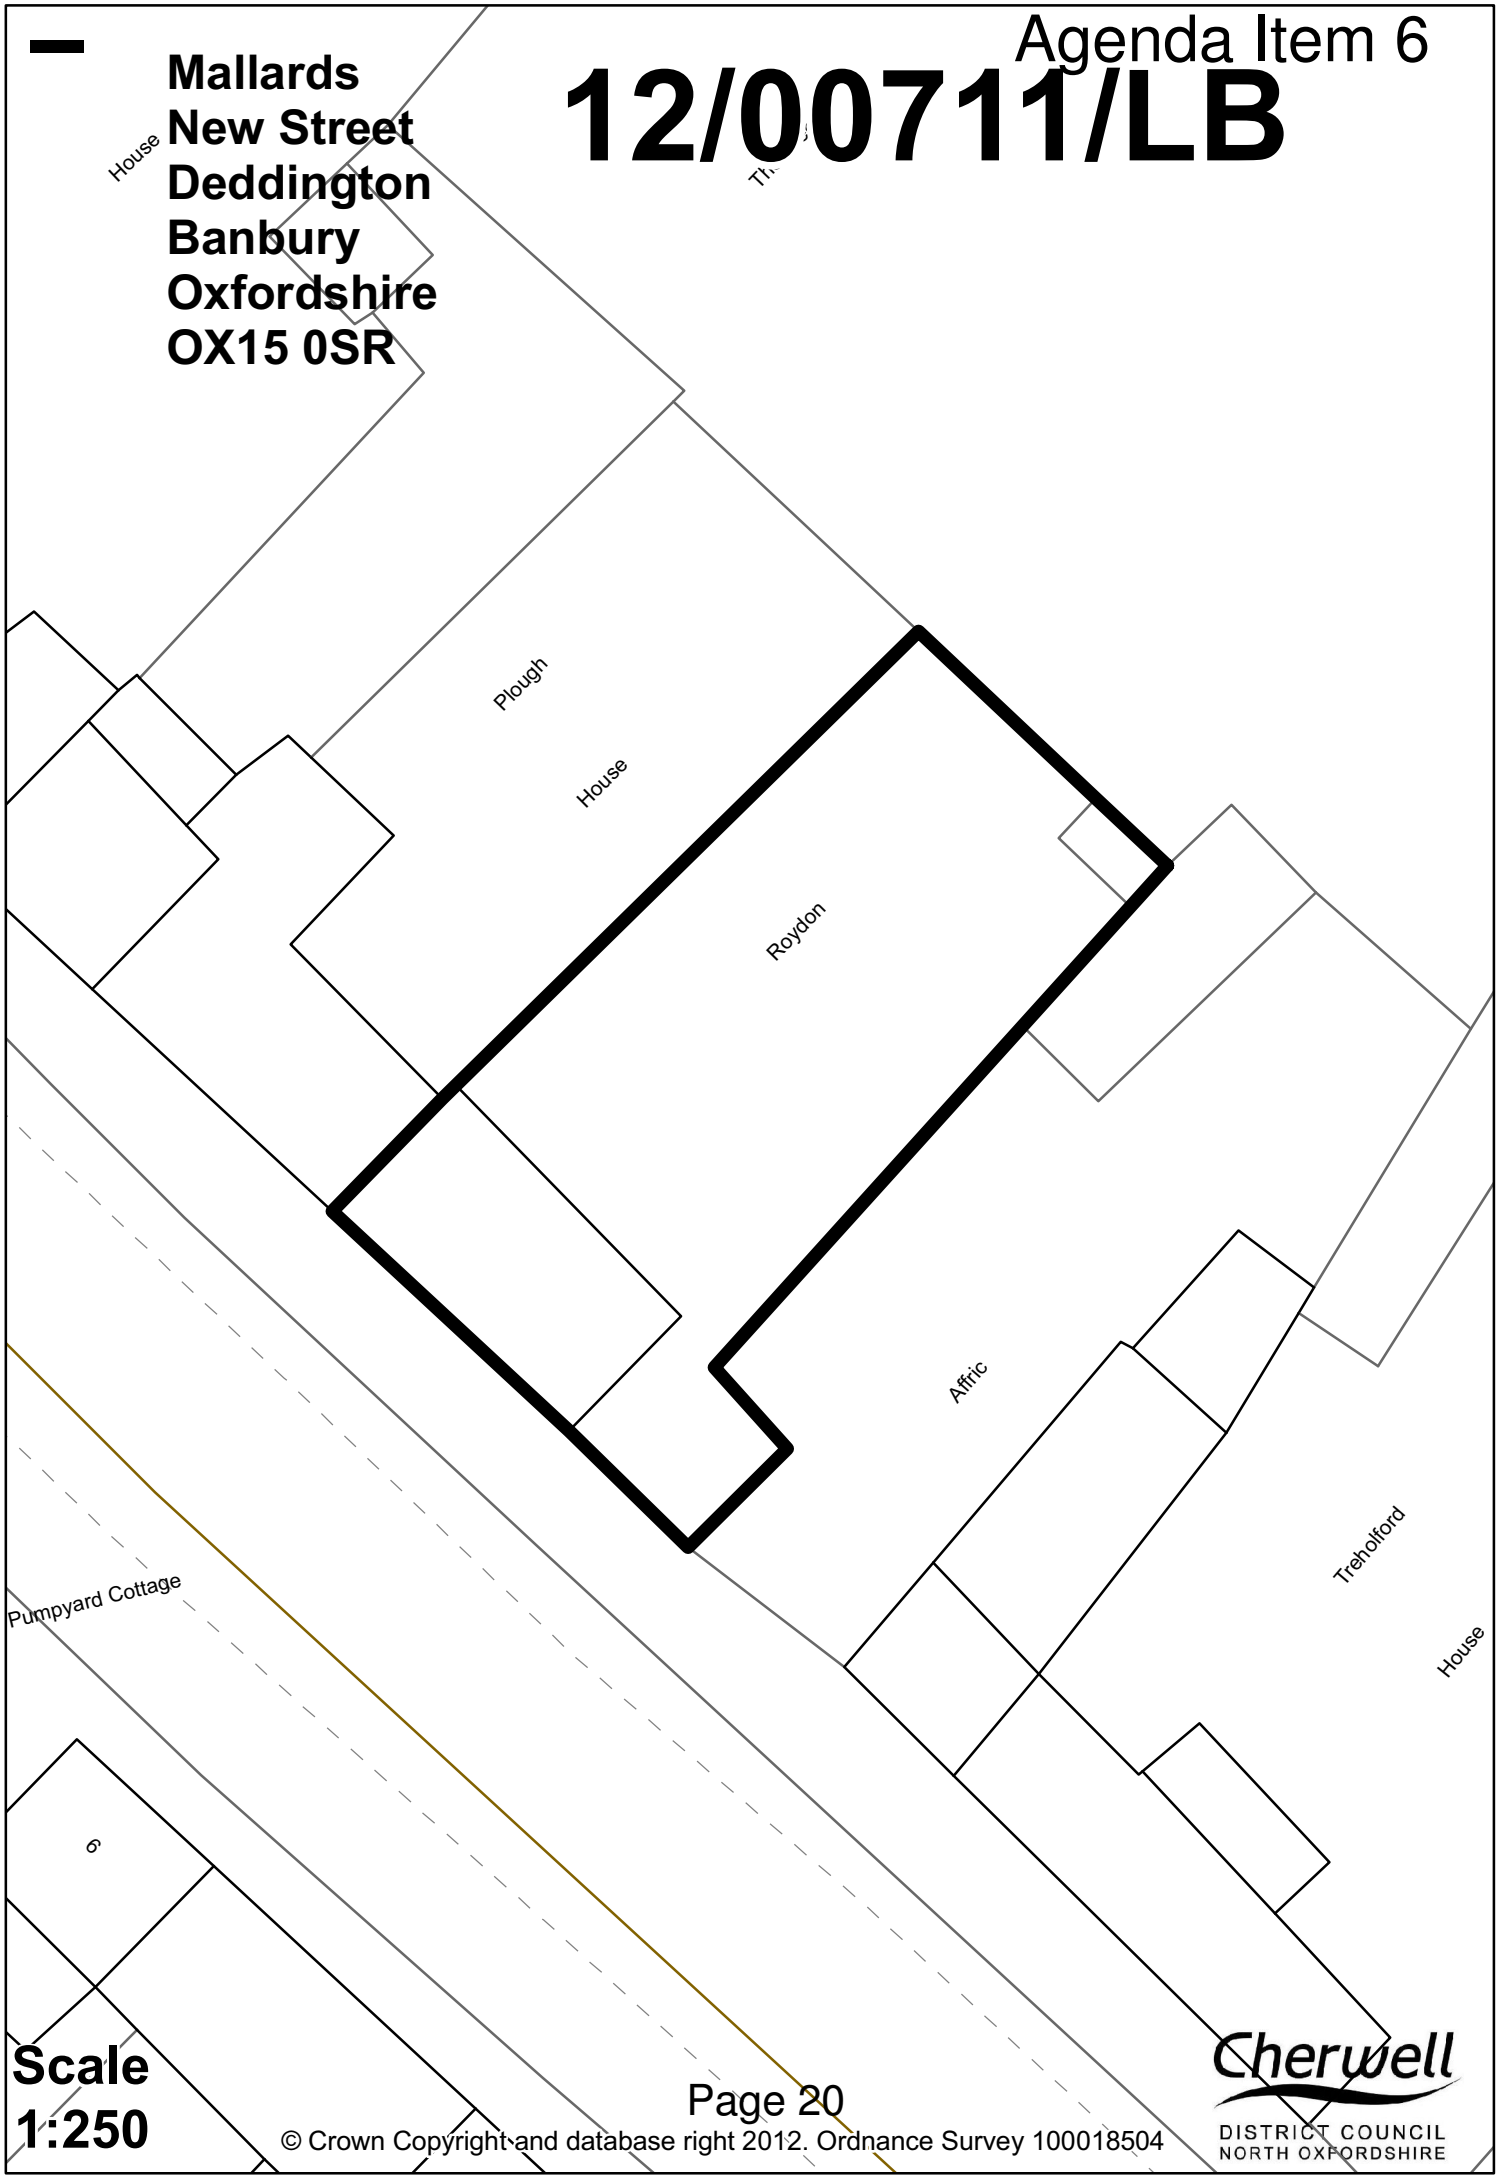 Agenda Item 6
12/00711/LB
Mallards
New Street
Deddington
Banbury
Oxfordshire
OX15 0SR
House
Plough
House
Roydon
Affric
Treholford
House
Pumpyard Cottage
6
Scale
1:250
Page 20
© Crown Copyright and database right 2012. Ordnance Survey 100018504
Cherwell
DISTRICT COUNCIL
NORTH OXFORDSHIRE